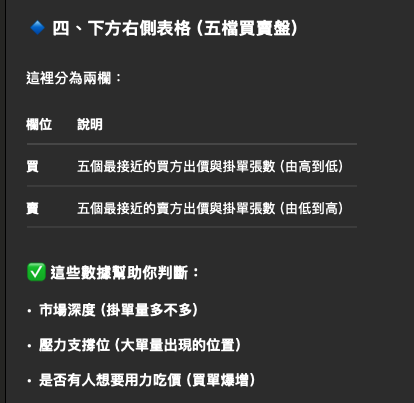 🔷 四、下方右側表格（五檔買賣盤）
這裡分為兩欄：
欄位 說明
買 五個最接近的買方出價與掛單張數（由高到低）
賣 五個最接近的賣方出價與掛單張數（由低到高）
✅ 這些數據幫助你判斷：
• 市場深度（掛單量多不多）
• 壓力支撐位（大單量出現的位置）
• 是否有人想要用力吃價（買單爆增）